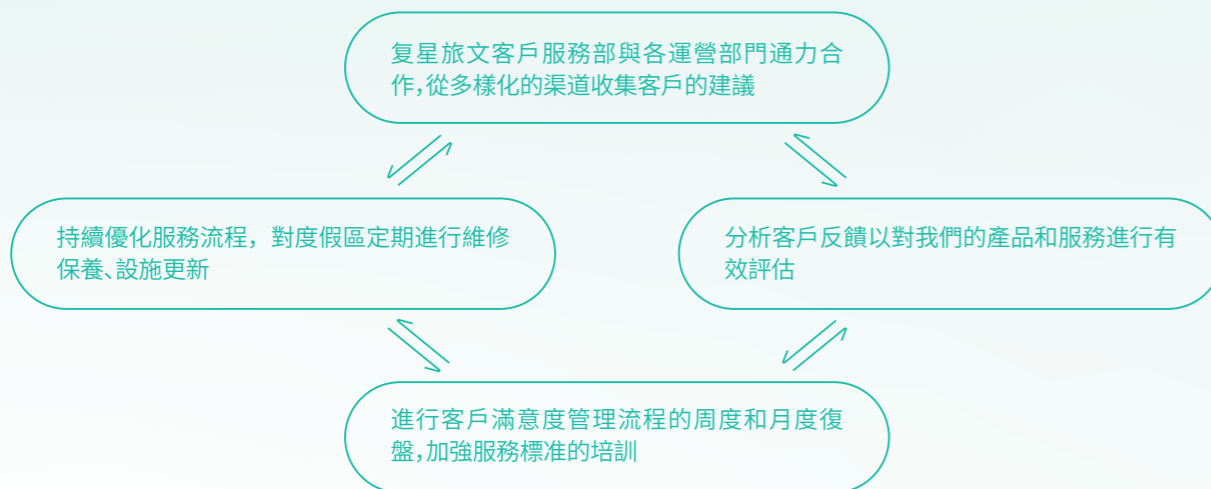 复星旅文客戶服務部與各運營部門通力合
作,從多樣化的渠道收集客戶的建議
持續優化服務流程，對度假區定期進行維修
保養、設施更新
分析客戶反饋以對我們的產品和服務進行有
效評估
進行客戶滿意度管理流程的周度和月度復
盤,加強服務標准的培訓